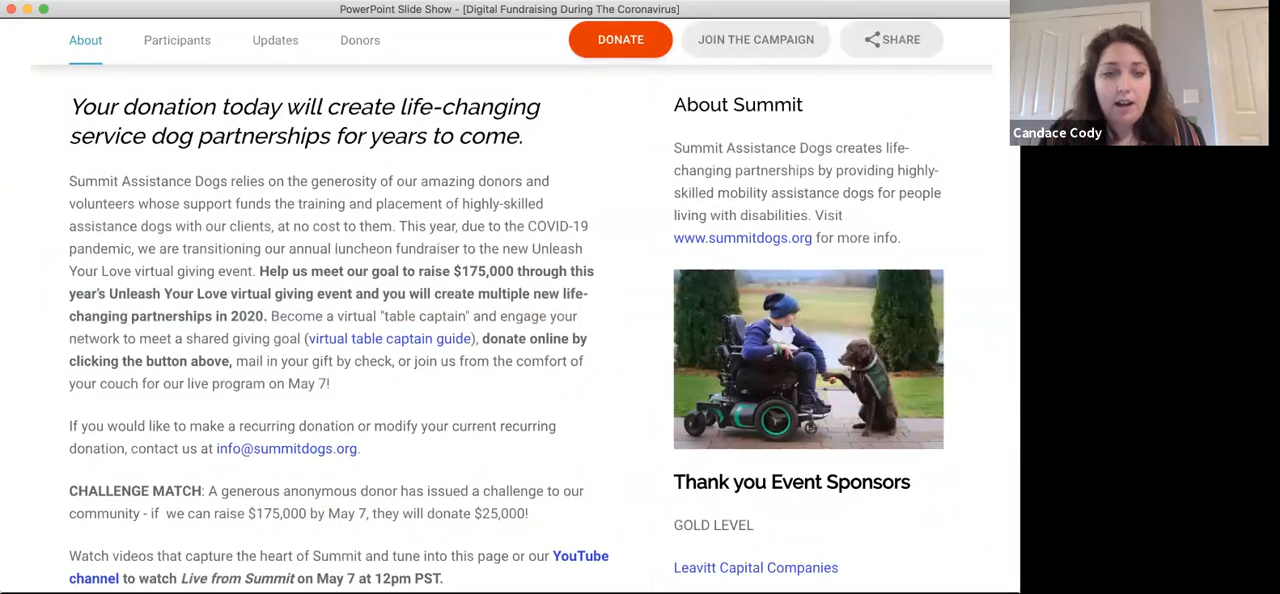 PowerPoint Slide Show - [Digital Fundraising During The Coronavirus]
About
Participants
Updates
Donors
DONATE
JOIN THE CAMPAIGN
SHARE
Your donation today will create life-changing
service dog partnerships for years to come.
Summit Assistance Dogs relies on the generosity of our amazing donors and
volunteers whose support funds the training and placement of highly-skilled
assistance dogs with our clients, at no cost to them. This year, due to the COVID-19
pandemic, we are transitioning our annual luncheon fundraiser to the new Unleash
Your Love virtual giving event. Help us meet our goal to raise $175,000 through this
year's Unleash Your Love virtual giving event and you will create multiple new life-
changing partnerships in 2020. Become a virtual "table captain" and engage your
network to meet a shared giving goal (virtual table captain guide), donate online by
clicking the button above, mail in your gift by check, or join us from the comfort of
your couch for our live program on May 7!
If you would like to make a recurring donation or modify your current recurring
donation, contact us at info@summitdogs.org.
CHALLENGE MATCH: A generous anonymous donor has issued a challenge to our
community - if we can raise $175,000 by May 7, they will donate $25,000!
Watch videos that capture the heart of Summit and tune into this page or our YouTube
channel to watch Live from Summit on May 7 at 12pm PST.
About Summit
Summit Assistance Dogs creates life-
changing partnerships by providing highly-
skilled mobility assistance dogs for people
living with disabilities. Visit
www.summitdogs.org for more info.
Thank you Event Sponsors
GOLD LEVEL
Leavitt Capital Companies
Candace Cody